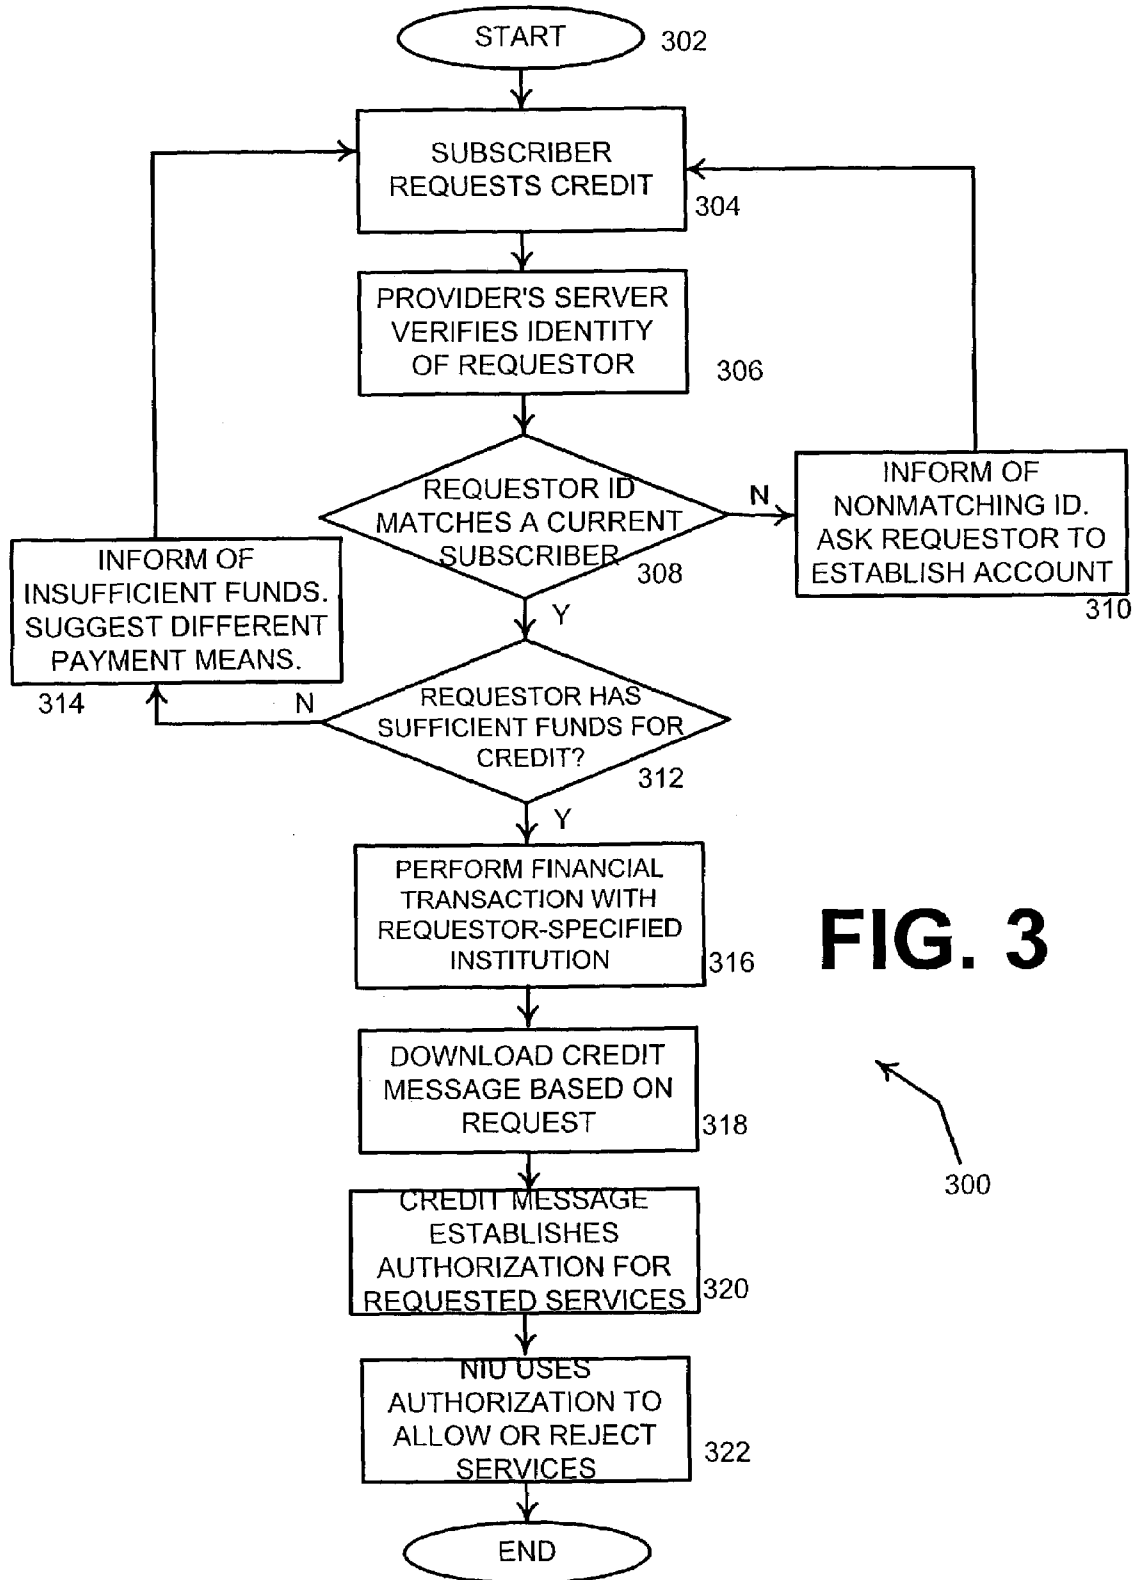 START
302
SUBSCRIBER
REQUESTS CREDIT
304
PROVIDER'S SERVER
VERIFIES IDENTITY
OF REQUESTOR
306
REQUESTOR ID
MATCHES A CURRENT
SUBSCRIBER
308
N
INFORM OF
NONMATCHING ID.
ASK REQUESTOR TO
ESTABLISH ACCOUNT
310
Y
INFORM OF
INSUFFICIENT FUNDS.
SUGGEST DIFFERENT
PAYMENT MEANS.
314
N
REQUESTOR HAS
SUFFICIENT FUNDS FOR
CREDIT?
312
Y
PERFORM FINANCIAL
TRANSACTION WITH
REQUESTOR-SPECIFIED
INSTITUTION
316
FIG. 3
DOWNLOAD CREDIT
MESSAGE BASED ON
REQUEST
318
300
CREDIT MESSAGE
ESTABLISHES
AUTHORIZATION FOR
REQUESTED SERVICES
320
NIU USES
AUTHORIZATION TO
ALLOW OR REJECT
SERVICES
322
END